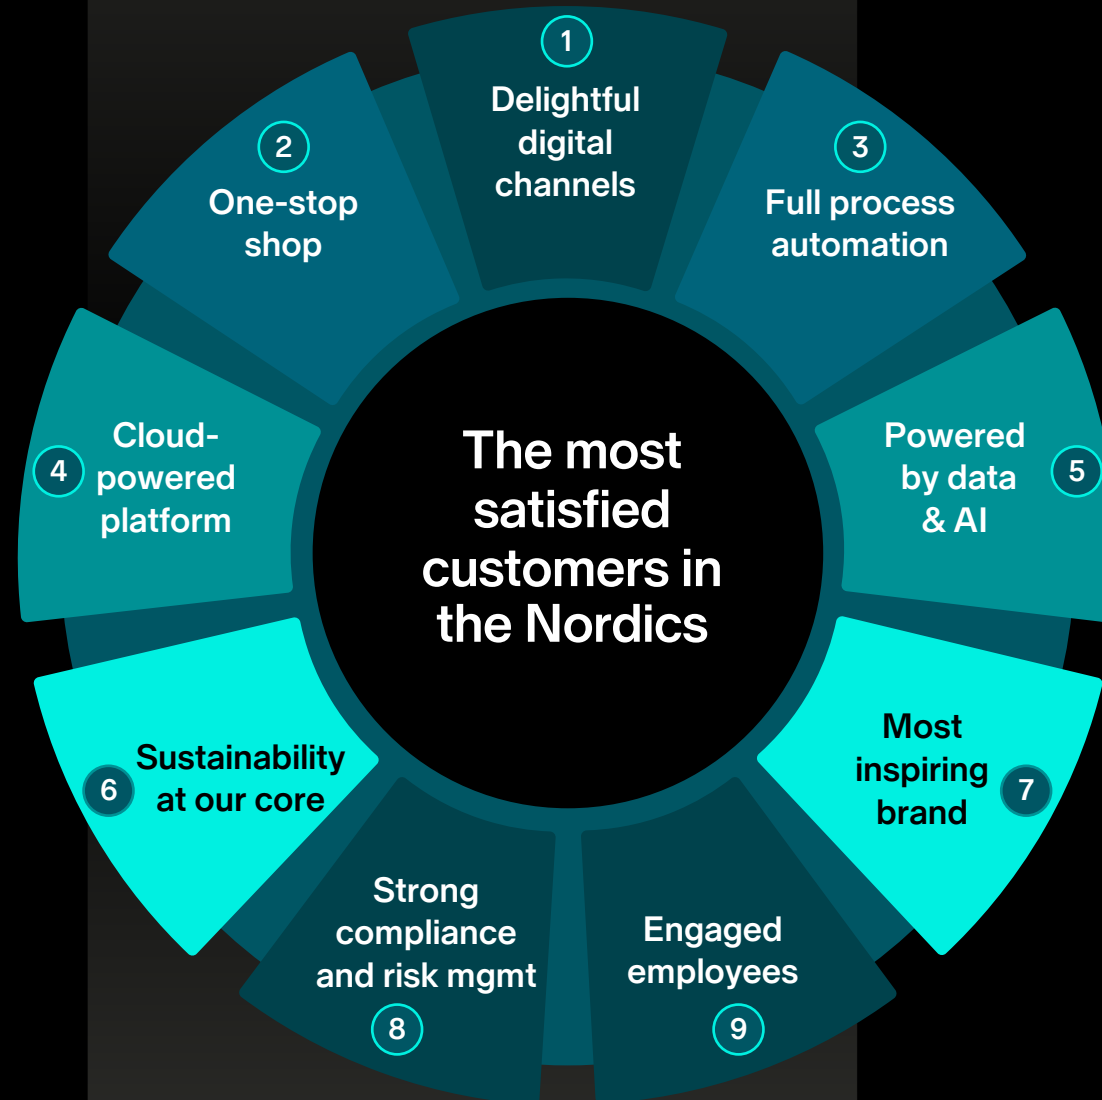 1
Delightful
digital
channels
2
One-stop
shop
3
Full process
automation
4
Cloud-
powered
platform
5
Powered
by data
& AI
The most
satisfied
customers in
the Nordics
6
Sustainability
at our core
7
Most
inspiring
brand
8
Strong
compliance
and risk mgmt
9
Engaged
employees